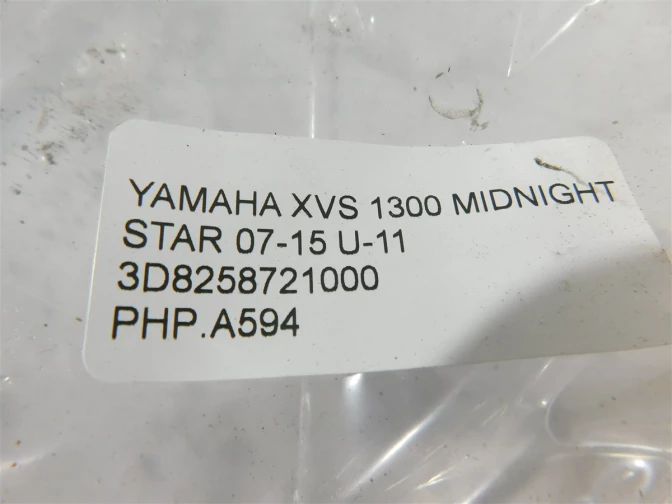 YAMAHA XVS 1300 MIDNIGHT
STAR 07-15 U-11
3D8258721000
PHP.A594